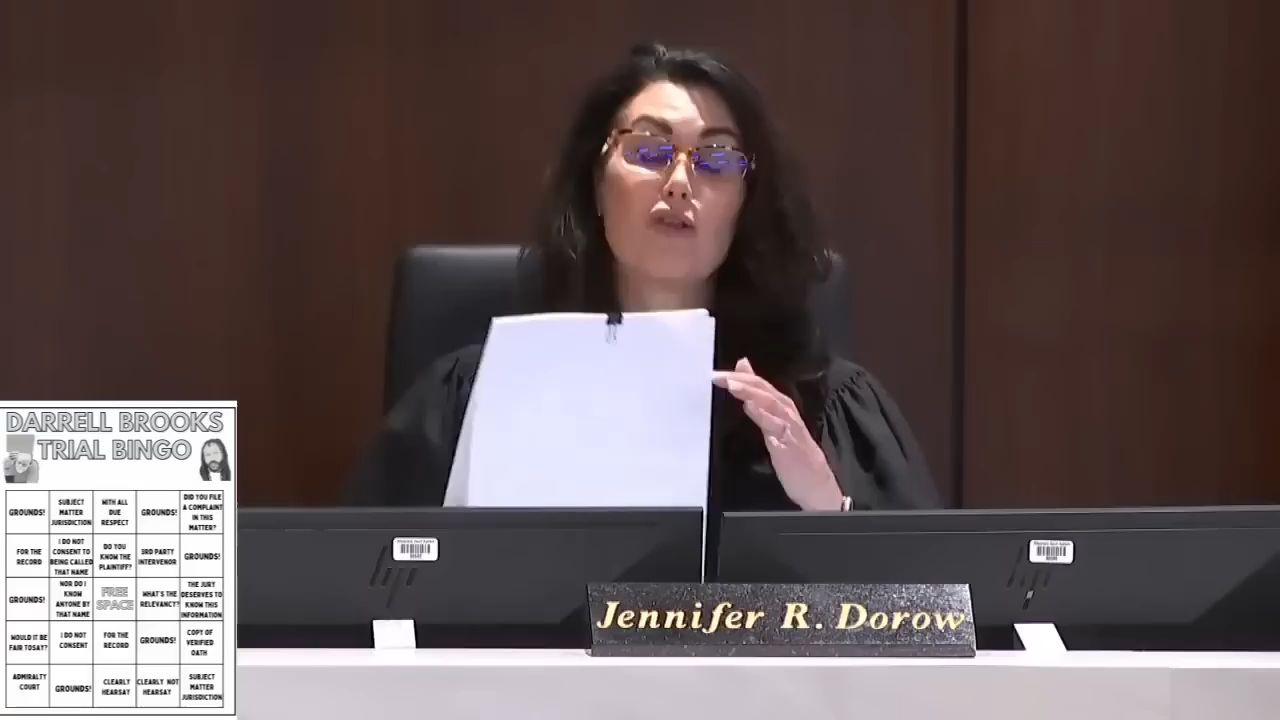 Jennifer R. Dorow
DARRELL BROOKS
TRIAL BINGO
GROUNDS!
SUBJECT
MATTER
JURISDICTION
WITH ALL
DUE
RESPECT
GROUNDS!
DID YOU FILE
A COMPLAINT
IN THIS
MATTER?
FOR THE
RECORD
I DO NOT
CONSENT TO
BEING CALLED
THAT NAME
DO YOU
KNOW THE
PLAINTIFF?
3RD PARTY
INTERVENOR
GROUNDS!
GROUNDS!
NOR DO I
KNOW
ANYONE BY
THAT NAME
FREE
SPACE
WHAT'S THE
RELEVANCY?
THE JURY
DESERVES TO
KNOW THIS
INFORMATION
WOULD IT BE
FAIR TOSAY?
I DO NOT
CONSENT
FOR THE
RECORD
GROUNDS!
COPY OF
VERIFIED
OATH
ADMIRALTY
COURT
GROUNDS!
CLEARLY
HEARSAY
CLEARLY NOT
HEARSAY
SUBJECT
MATTER
JURISDICTION